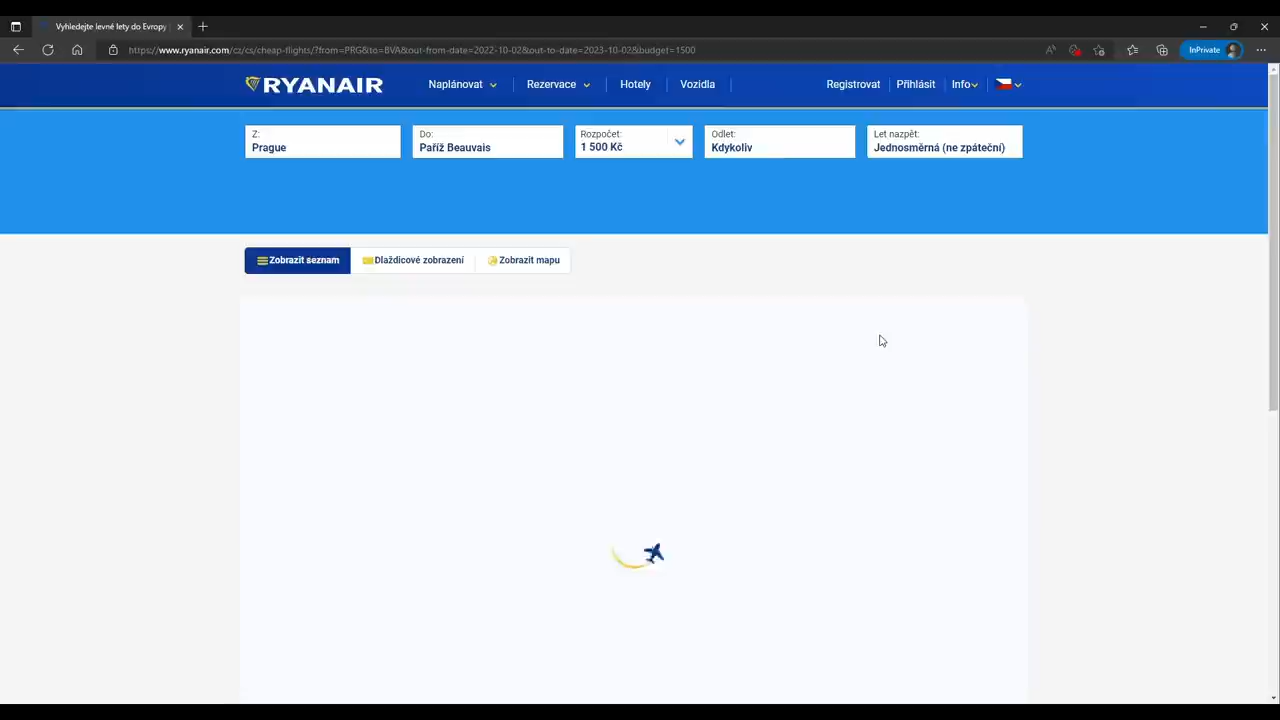 Vyhledejte levné lety do Evropy
https://www.ryanair.com/cz/cs/cheap-flights/?from=PRG&to=BVA&out-from-date=2022-10-02&out-to-date=2023-10-02&budget=1500
InPrivate
RYANAIR
Naplánovat
Rezervace
Hotely
Vozidla
Registrovat
Přihlásit
Info
Z:
Prague
Do:
Paříž Beauvais
Rozpočet:
1 500 Kč
Odlet:
Kdykoliv
Let nazpět:
Jednosměrná (ne zpáteční)
Zobrazit seznam
Dlaždicové zobrazení
Zobrazit mapu